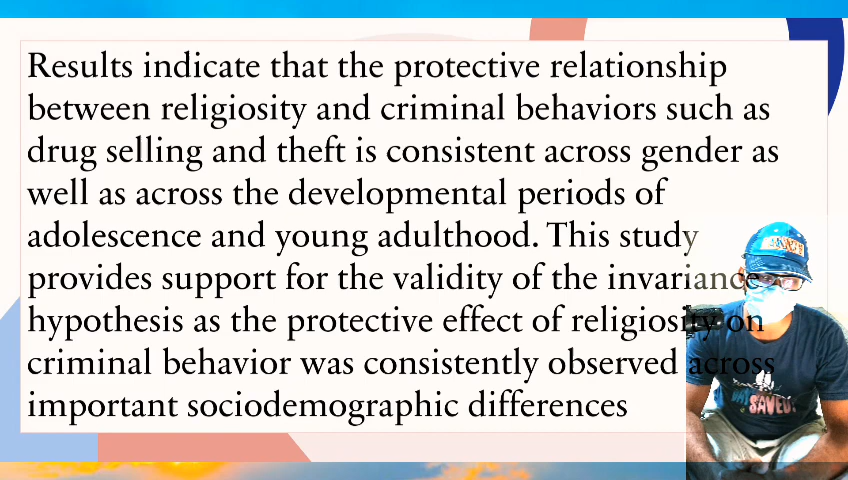 Results indicate that the protective relationship
between religiosity and criminal behaviors such as
drug selling and theft is consistent across gender as
well as across the developmental periods of
adolescence and young adulthood. This study
provides support for the validity of the invariance
hypothesis as the protective effect of religiosity on
criminal behavior was consistently observed across
important sociodemographic differences
SAVED!